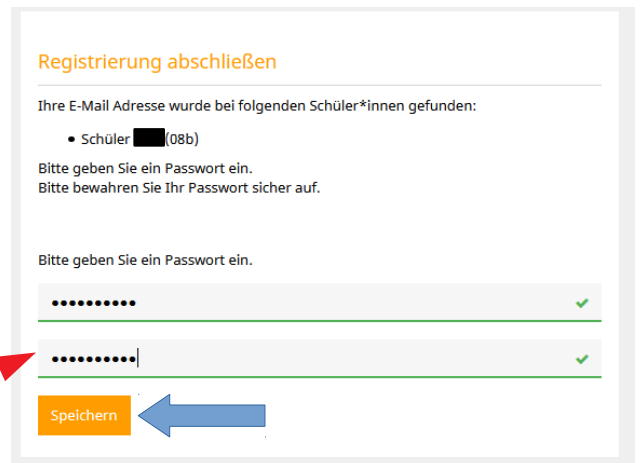 Registrierung abschließen
Ihre E-Mail Adresse wurde bei folgenden Schüler*innen gefunden:
• Schüler (08b)
Bitte geben Sie ein Passwort ein.
Bitte bewahren Sie Ihr Passwort sicher auf.
Bitte geben Sie ein Passwort ein.
••••••••••
••••••••••
Speichern